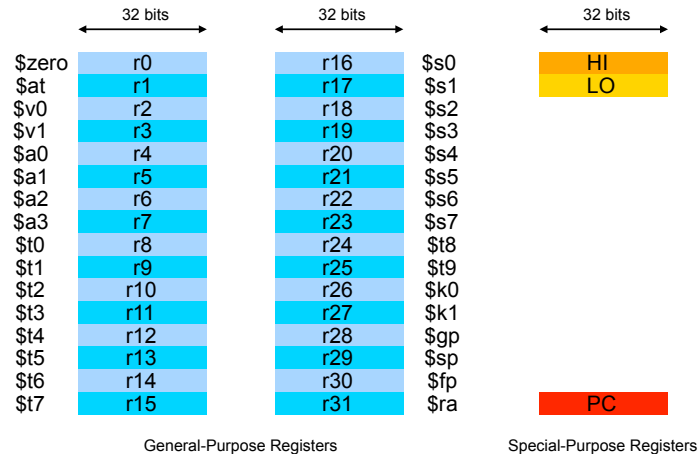 32 bits 32 bits 32 bits
$zero r0 r16 $s0 HI
$at r1 r17 $s1 LO
$v0 r2 r18 $s2
$v1 r3 r19 $s3
$a0 r4 r20 $s4
$a1 r5 r21 $s5
$a2 r6 r22 $s6
$a3 r7 r23 $s7
$t0 r8 r24 $t8
$t1 r9 r25 $t9
$t2 r10 r26 $k0
$t3 r11 r27 $k1
$t4 r12 r28 $gp
$t5 r13 r29 $sp
$t6 r14 r30 $fp
$t7 r15 r31 $ra PC
General-Purpose Registers Special-Purpose Registers